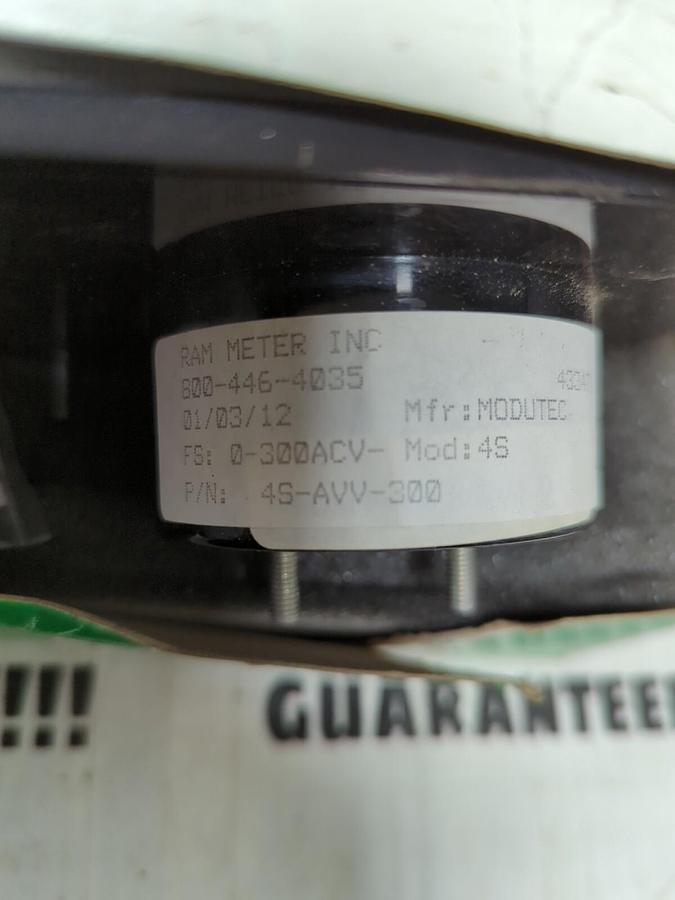 RAM METER INC
800-446-4035
01/03/12 Mfr: MODUTEC
FS: 0-300ACV- Mod: 4S
P/N: 4S-AVV-300
!!! GUARANTEE